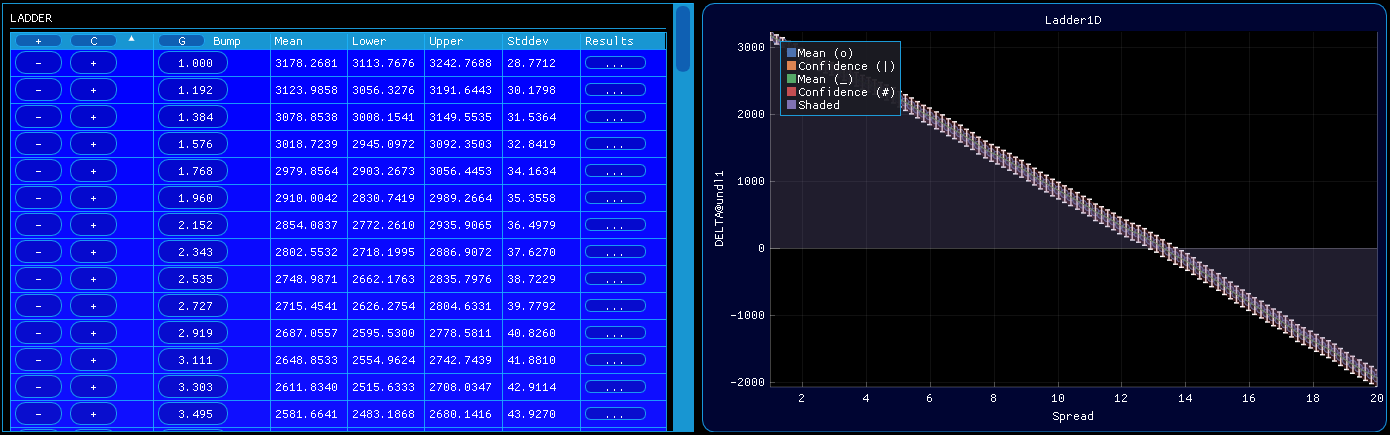 LADDER
+ C ▲ G Bump Mean Lower Upper Stddev Results
- + 1.000 3178.2681 3113.7676 3242.7688 28.7712 ...
- + 1.192 3123.9858 3056.3276 3191.6443 30.1798 ...
- + 1.384 3078.8538 3008.1541 3149.5535 31.5364 ...
- + 1.576 3018.7239 2945.0972 3092.3503 32.8419 ...
- + 1.768 2979.8564 2903.2673 3056.4453 34.1634 ...
- + 1.960 2910.0042 2830.7419 2989.2664 35.3558 ...
- + 2.152 2854.0837 2772.2610 2935.9065 36.4979 ...
- + 2.343 2802.5532 2718.1995 2886.9072 37.6270 ...
- + 2.535 2748.9871 2662.1763 2835.7976 38.7229 ...
- + 2.727 2715.4541 2626.2754 2804.6331 39.7792 ...
- + 2.919 2687.0557 2595.5300 2778.5811 40.8260 ...
- + 3.111 2648.8533 2554.9624 2742.7439 41.8810 ...
- + 3.303 2611.8340 2515.6333 2708.0347 42.9114 ...
- + 3.495 2581.6641 2483.1868 2680.1416 43.9270 ...
Ladder1D
Mean (o)
Confidence (|)
Mean (_)
Confidence (#)
Shaded
DELTA@undl1
3000
2000
1000
0
-1000
-2000
2 4 6 8 10 12 14 16 18 20
Spread